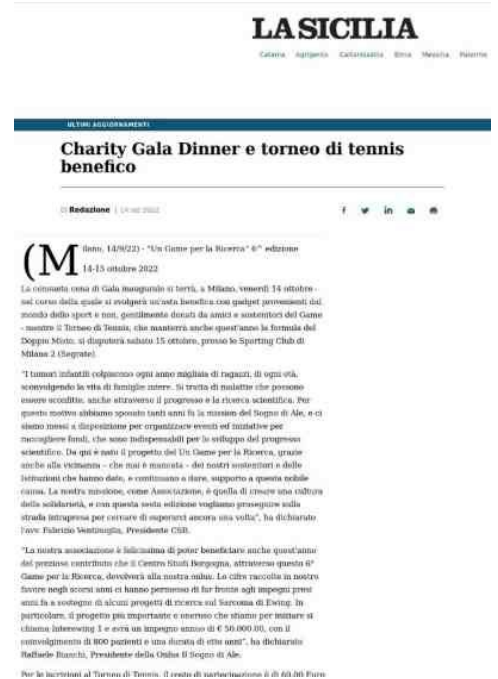 LA SICILIA
Catania Agrigento Caltanissetta Enna Messina Palermo
ULTIMI AGGIORNAMENTI
Charity Gala Dinner e torneo di tennis
benefico
Di Redazione | 14 set 2022
(Milano, 14/9/22) - "Un Game per la Ricerca" 6^ edizione
14-15 ottobre 2022
La consueta cena di Gala inaugurale si terrà, a Milano, venerdì 14 ottobre -
nel corso della quale si svolgerà un'asta benefica con gadget provenienti dal
mondo dello sport e non, gentilmente donati da amici e sostenitori del Game
- mentre il Torneo di Tennis, che manterrà anche quest'anno la formula del
Doppio Misto, si disputerà sabato 15 ottobre, presso lo Sporting Club di
Milano 2 (Segrate).
"I tumori infantili colpiscono ogni anno migliaia di ragazzi, di ogni età,
sconvolgendo la vita di famiglie intere. Si tratta di malattie che possono
essere sconfitte, anche attraverso il progresso e la ricerca scientifica. Per
questo motivo abbiamo sposato tanti anni fa la mission del Sogno di Ale, e ci
siamo messi a disposizione per organizzare eventi ed iniziative per
raccogliere fondi, che sono indispensabili per lo sviluppo del progresso
scientifico. Da qui è nato il progetto del Un Game per la Ricerca, grazie
anche alla vicinanza - che mai è mancata - dei nostri sostenitori e delle
Istituzioni che hanno dato, e continuano a dare, supporto a questa nobile
causa. La nostra missione, come Associazione, è quella di creare una cultura
della solidarietà, e con questa sesta edizione vogliamo proseguire sulla
strada intrapresa per cercare di superarci ancora una volta", ha dichiarato
l'avv. Fabrizio Ventimiglia, Presidente CSB.
"La nostra associazione è felicissima di poter beneficiare anche quest'anno
del prezioso contributo che il Centro Studi Borgogna, attraverso questo 6°
Game per la Ricerca, devolverà alla nostra onlus. Le cifre raccolte in nostro
favore negli scorsi anni ci hanno permesso di far fronte agli impegni presi
anni fa a sostegno di alcuni progetti di ricerca sul Sarcoma di Ewing. In
particolare, il progetto più importante e oneroso che stiamo per iniziare si
chiama Interewing 1 e avrà un impegno annuo di € 50.000,00, con il
coinvolgimento di 800 pazienti e una durata di otto anni", ha dichiarato
Raffaele Bianchi, Presidente della Onlus Il Sogno di Ale.
Per le iscrizioni al Torneo di Tennis, il costo di partecipazione è di 60,00 Euro